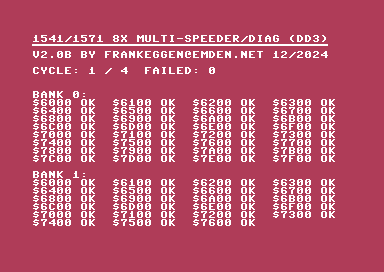 1541/1571 8X MULTI-SPEEDER/DIAG (DD3)
V2.0B BY FRANKEGGEN@EMDEN.NET 12/2024
CYCLE: 1 / 4  FAILED: 0
BANK 0:
$6000 OK  $6100 OK  $6200 OK  $6300 OK
$6400 OK  $6500 OK  $6600 OK  $6700 OK
$6800 OK  $6900 OK  $6A00 OK  $6B00 OK
$6C00 OK  $6D00 OK  $6E00 OK  $6F00 OK
$7000 OK  $7100 OK  $7200 OK  $7300 OK
$7400 OK  $7500 OK  $7600 OK  $7700 OK
$7800 OK  $7900 OK  $7A00 OK  $7B00 OK
$7C00 OK  $7D00 OK  $7E00 OK  $7F00 OK
BANK 1:
$6000 OK  $6100 OK  $6200 OK  $6300 OK
$6400 OK  $6500 OK  $6600 OK  $6700 OK
$6800 OK  $6900 OK  $6A00 OK  $6B00 OK
$6C00 OK  $6D00 OK  $6E00 OK  $6F00 OK
$7000 OK  $7100 OK  $7200 OK  $7300 OK
$7400 OK  $7500 OK  $7600 OK